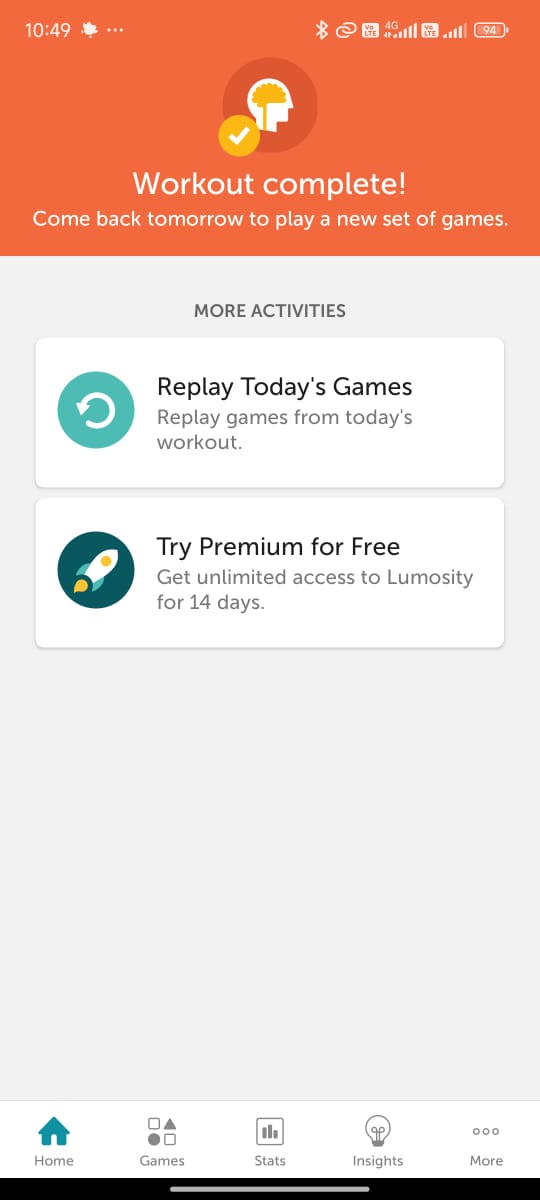 10:49
Vo LTE 4G Vo LTE 94
Workout complete!
Come back tomorrow to play a new set of games.
MORE ACTIVITIES
Replay Today's Games
Replay games from today's
workout.
Try Premium for Free
Get unlimited access to Lumosity
for 14 days.
Home Games Stats Insights More